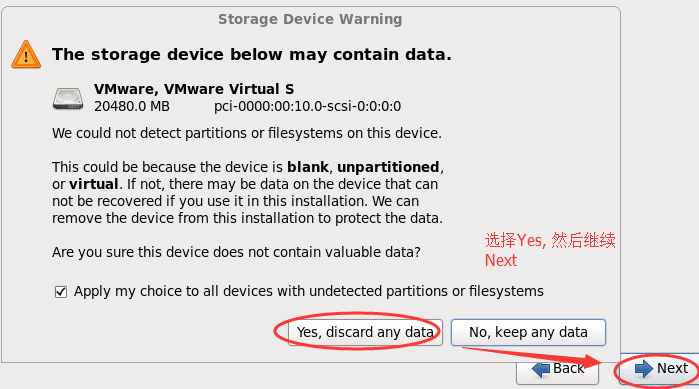 Storage Device Warning
The storage device below may contain data.
VMware, VMware Virtual S
20480.0 MB pci-0000:00:10.0-scsi-0:0:0:0
We could not detect partitions or filesystems on this device.
This could be because the device is blank, unpartitioned,
or virtual. If not, there may be data on the device that can
not be recovered if you use it in this installation. We can
remove the device from this installation to protect the data.
Are you sure this device does not contain valuable data?
选择Yes, 然后继续
Next
Apply my choice to all devices with undetected partitions or filesystems
Yes, discard any data No, keep any data
Back Next